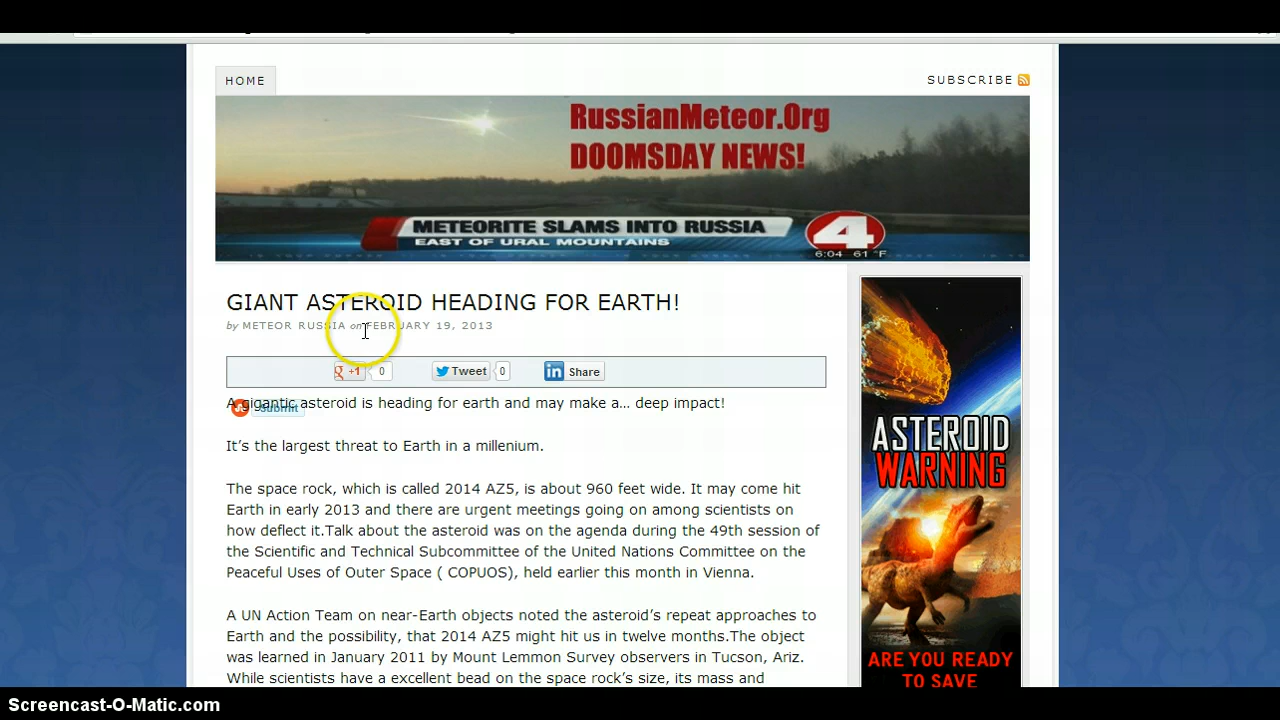 HOME
SUBSCRIBE
RussianMeteor.Org
DOOMSDAY NEWS!
METEORITE SLAMS INTO RUSSIA
EAST OF URAL MOUNTAINS
4
6:04 61°F
GIANT ASTEROID HEADING FOR EARTH!
by METEOR RUSSIA on FEBRUARY 19, 2013
+1 0 Tweet 0 in Share
Submit
A gigantic asteroid is heading for earth and may make a... deep impact!
It's the largest threat to Earth in a millenium.
The space rock, which is called 2014 AZ5, is about 960 feet wide. It may come hit
Earth in early 2013 and there are urgent meetings going on among scientists on
how deflect it.Talk about the asteroid was on the agenda during the 49th session of
the Scientific and Technical Subcommittee of the United Nations Committee on the
Peaceful Uses of Outer Space ( COPUOS), held earlier this month in Vienna.
A UN Action Team on near-Earth objects noted the asteroid's repeat approaches to
Earth and the possibility, that 2014 AZ5 might hit us in twelve months.The object
was learned in January 2011 by Mount Lemmon Survey observers in Tucson, Ariz.
While scientists have a excellent bead on the space rock's size, its mass and
ASTEROID
WARNING
ARE YOU READY
TO SAVE
Screencast-O-Matic.com